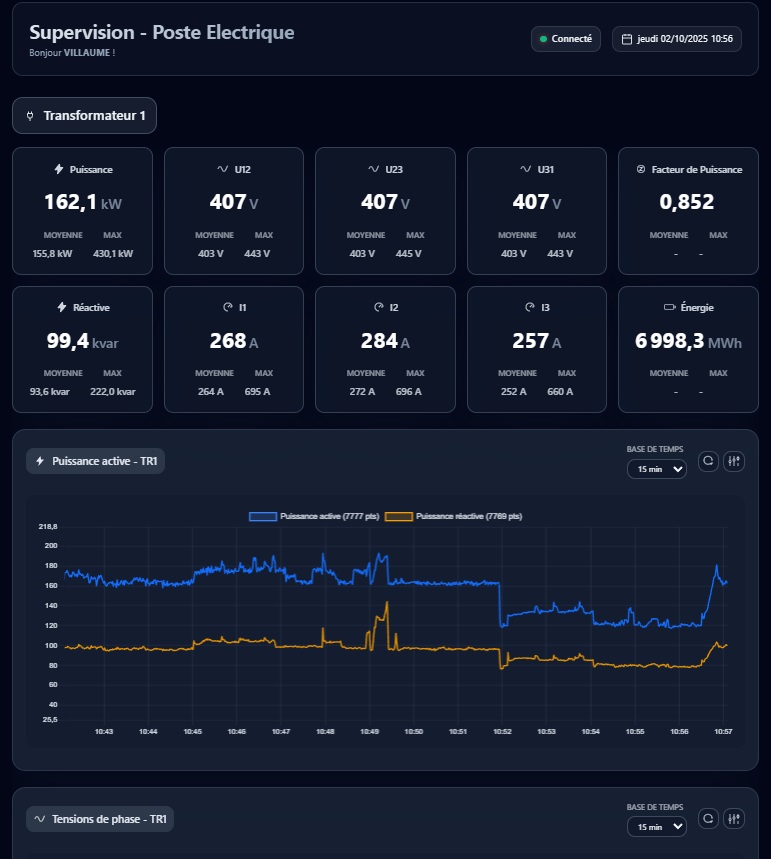 Supervision - Poste Electrique
Bonjour VILLAUME !
Connecté
jeudi 02/10/2025 10:56
Transformateur 1
Puissance
162,1 kW
MOYENNE MAX
155,8 kW 430,1 kW
U12
407 V
MOYENNE MAX
403 V 443 V
U23
407 V
MOYENNE MAX
403 V 445 V
U31
407 V
MOYENNE MAX
403 V 443 V
Facteur de Puissance
0,852
MOYENNE MAX
- -
Réactive
99,4 kvar
MOYENNE MAX
93,6 kvar 222,0 kvar
I1
268 A
MOYENNE MAX
264 A 695 A
I2
284 A
MOYENNE MAX
272 A 696 A
I3
257 A
MOYENNE MAX
252 A 660 A
Énergie
6 998,3 MWh
MOYENNE MAX
- -
Puissance active - TR1
BASE DE TEMPS
15 min
Puissance active (7777 pts) Puissance réactive (7769 pts)
218,8
200
180
160
140
120
100
80
60
40
25,5
10:43 10:44 10:45 10:46 10:47 10:48 10:49 10:50 10:51 10:52 10:53 10:54 10:55 10:56 10:57
Tensions de phase - TR1
BASE DE TEMPS
15 min